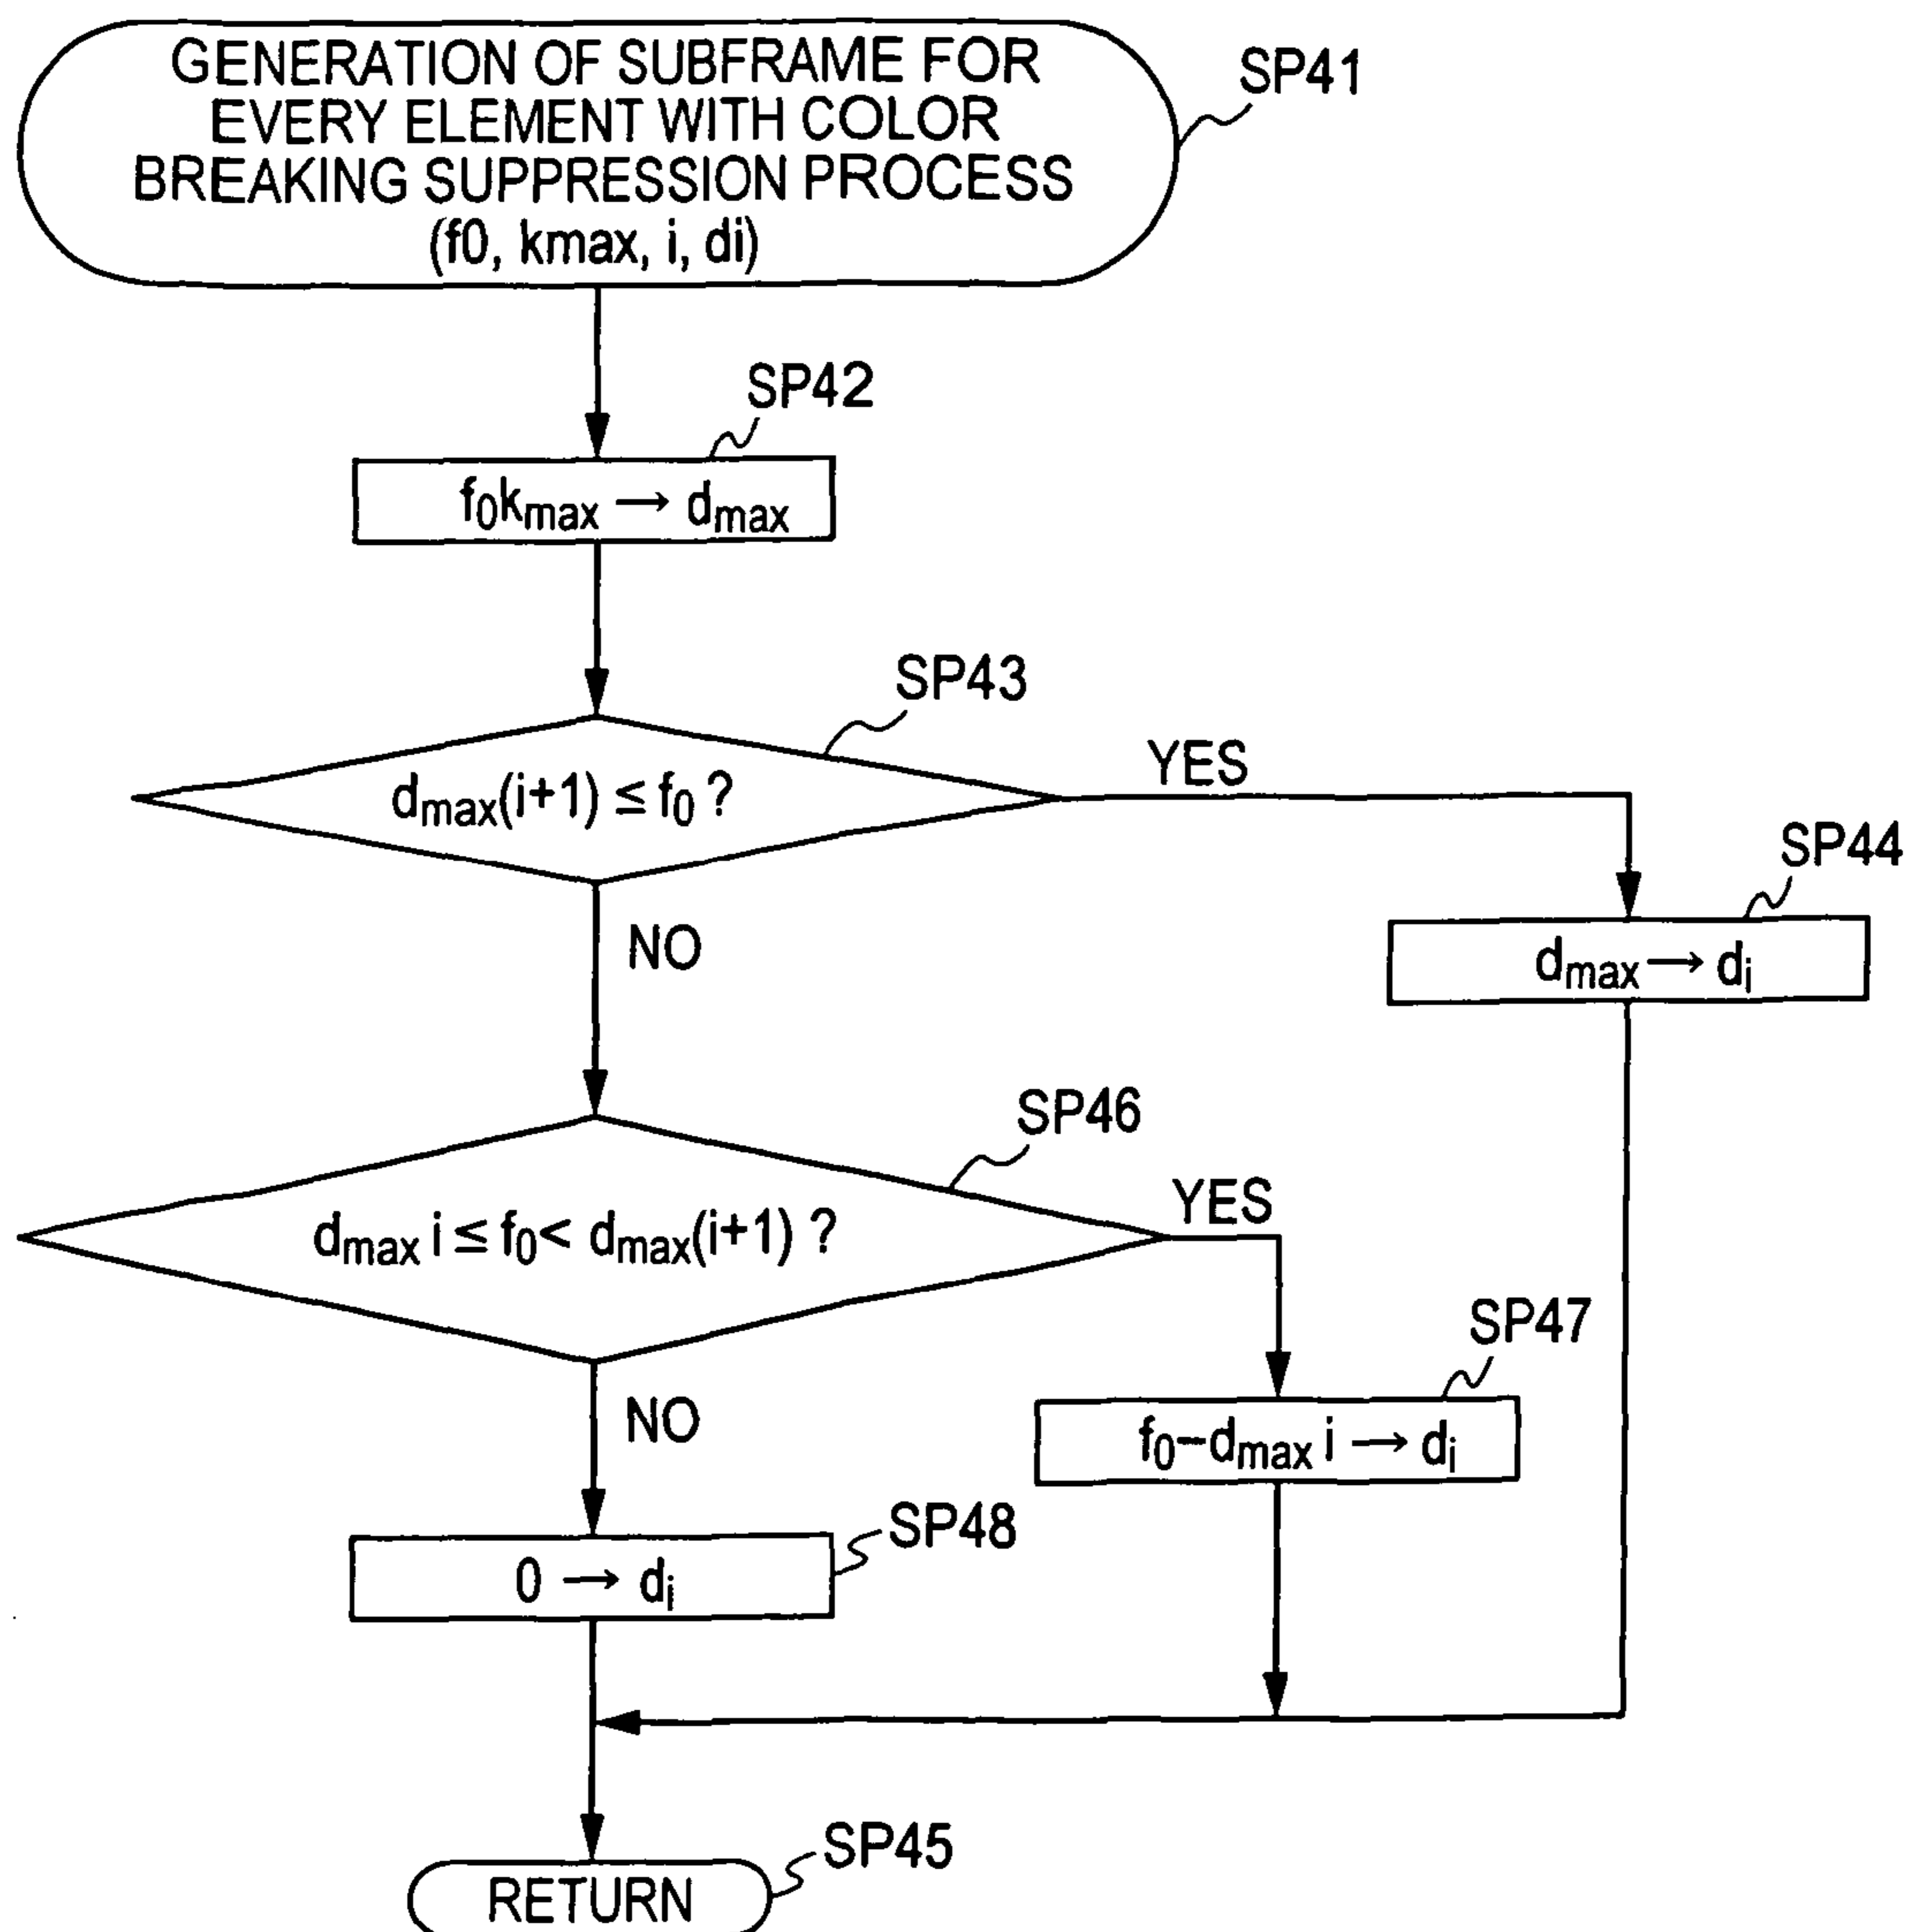 GENERATION OF SUBFRAME FOR
EVERY ELEMENT WITH COLOR
BREAKING SUPPRESSION PROCESS
(f0, kmax, i, di)
SP41
SP42
f0kmax → dmax
SP43
dmax(i+1) ≤ f0 ?
YES
SP44
dmax → di
NO
SP46
dmax i ≤ f0 < dmax(i+1) ?
YES
SP47
f0−dmax i → di
NO
SP48
0 → di
SP45
RETURN